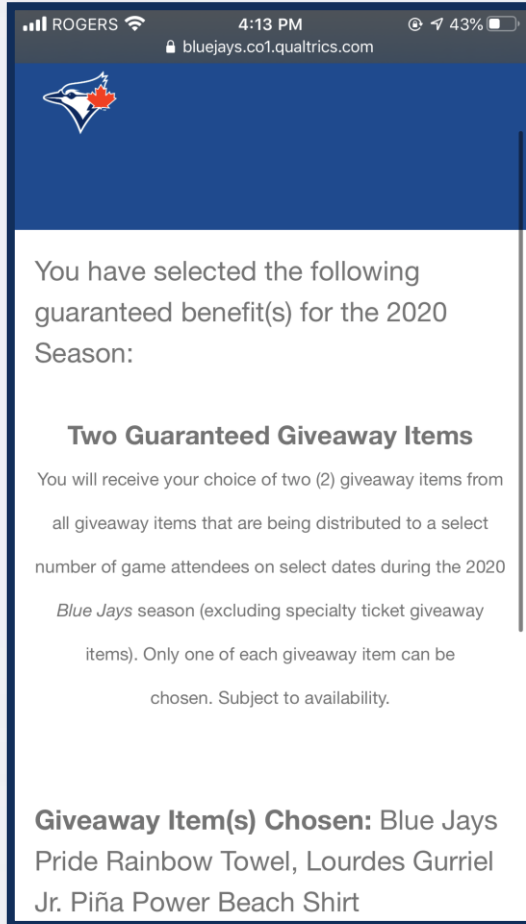 ROGERS 4:13 PM 43%
bluejays.co1.qualtrics.com
You have selected the following
guaranteed benefit(s) for the 2020
Season:
Two Guaranteed Giveaway Items
You will receive your choice of two (2) giveaway items from
all giveaway items that are being distributed to a select
number of game attendees on select dates during the 2020
Blue Jays season (excluding specialty ticket giveaway
items). Only one of each giveaway item can be
chosen. Subject to availability.
Giveaway Item(s) Chosen: Blue Jays
Pride Rainbow Towel, Lourdes Gurriel
Jr. Piña Power Beach Shirt